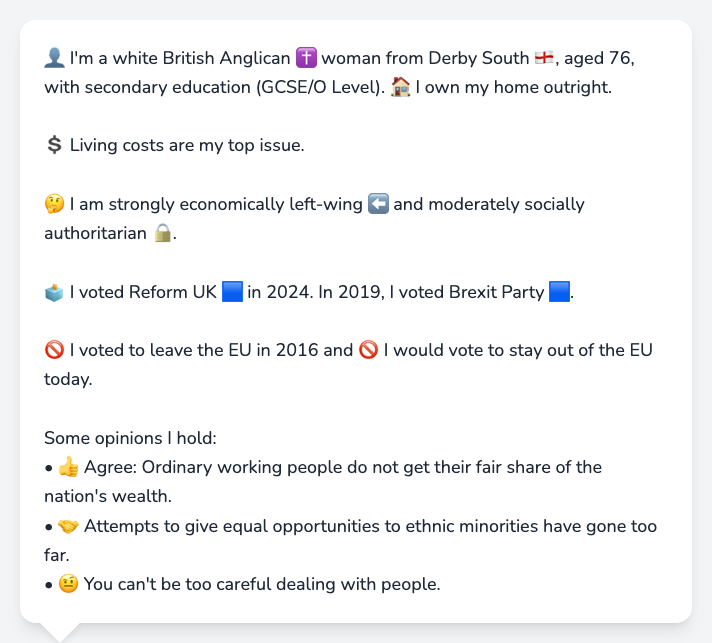 👤 I'm a white British Anglican ✝️ woman from Derby South 🏴󠁧󠁢󠁥󠁮󠁧󠁿, aged 76,
with secondary education (GCSE/O Level). 🏠 I own my home outright.
💲 Living costs are my top issue.
🤔 I am strongly economically left-wing ⬅️ and moderately socially
authoritarian 🔒.
🗳️ I voted Reform UK 🟦 in 2024. In 2019, I voted Brexit Party 🟦.
🚫 I voted to leave the EU in 2016 and 🚫 I would vote to stay out of the EU
today.
Some opinions I hold:
• 👍 Agree: Ordinary working people do not get their fair share of the
nation's wealth.
• 🤝 Attempts to give equal opportunities to ethnic minorities have gone too
far.
• 🤨 You can't be too careful dealing with people.